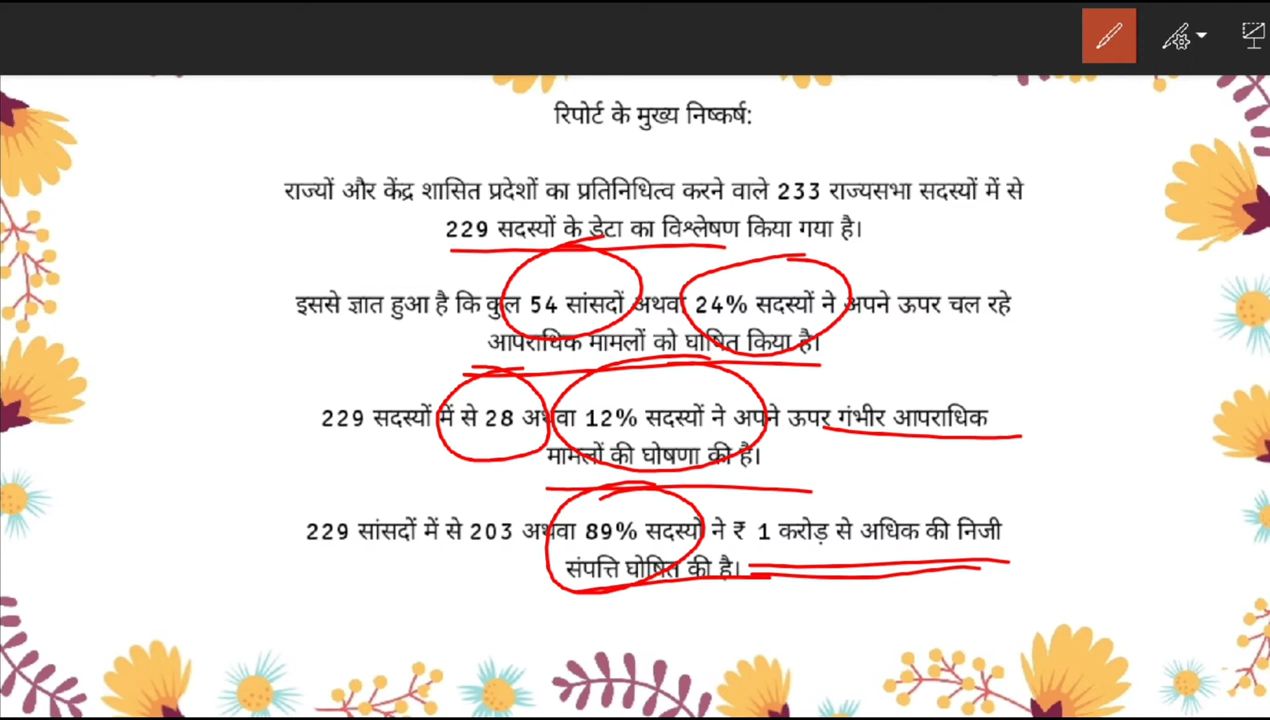 रिपोर्ट के मुख्य निष्कर्ष:
राज्यों और केंद्र शासित प्रदेशों का प्रतिनिधित्व करने वाले 233 राज्यसभा सदस्यों में से
229 सदस्यों के डेटा का विश्लेषण किया गया है।
इससे ज्ञात हुआ है कि कुल 54 सांसदों अथवा 24% सदस्यों ने अपने ऊपर चल रहे
आपराधिक मामलों को घोषित किया है।
229 सदस्यों में से 28 अथवा 12% सदस्यों ने अपने ऊपर गंभीर आपराधिक
मामलों की घोषणा की है।
229 सांसदों में से 203 अथवा 89% सदस्यों ने ₹ 1 करोड़ से अधिक की निजी
संपत्ति घोषित की है।